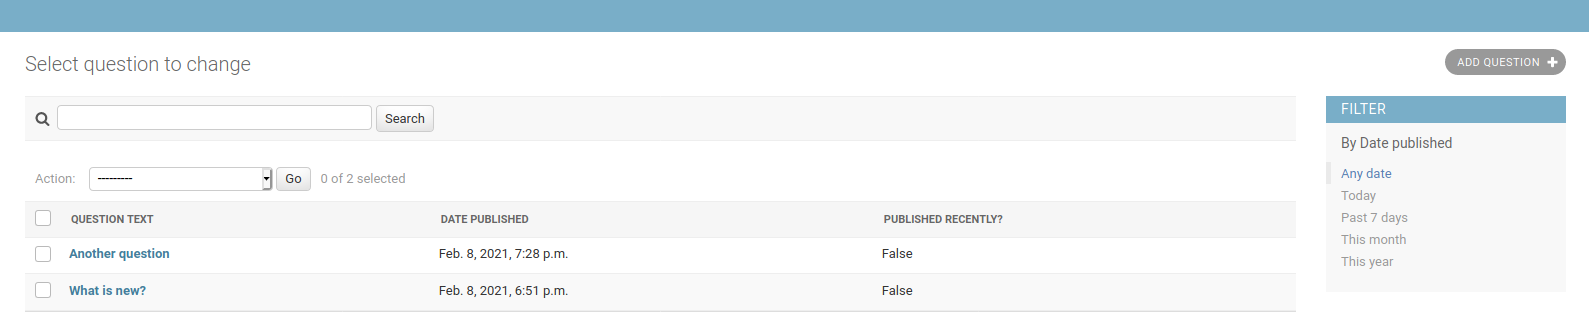 Select question to change
ADD QUESTION +
Search
Action: --------- Go 0 of 2 selected
QUESTION TEXT DATE PUBLISHED PUBLISHED RECENTLY?
Another question Feb. 8, 2021, 7:28 p.m. False
What is new? Feb. 8, 2021, 6:51 p.m. False
FILTER
By Date published
Any date
Today
Past 7 days
This month
This year